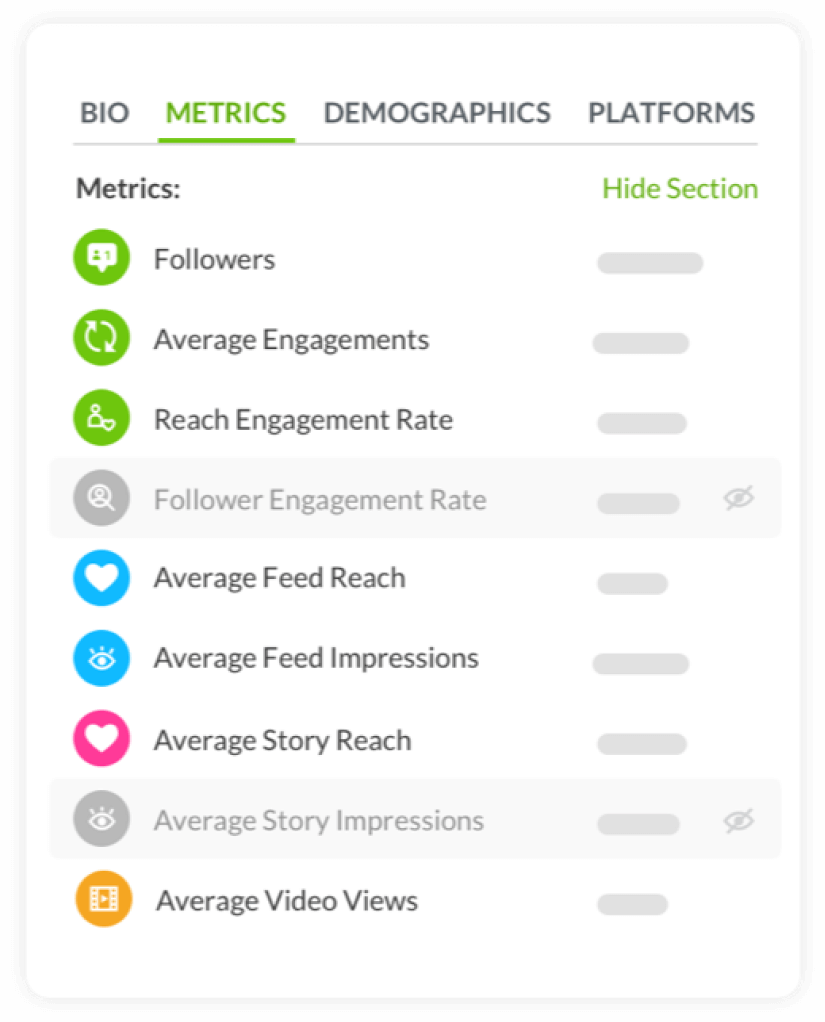 BIO METRICS DEMOGRAPHICS PLATFORMS
Metrics: Hide Section
1 Followers
Average Engagements
Reach Engagement Rate
Follower Engagement Rate
Average Feed Reach
Average Feed Impressions
Average Story Reach
Average Story Impressions
Average Video Views